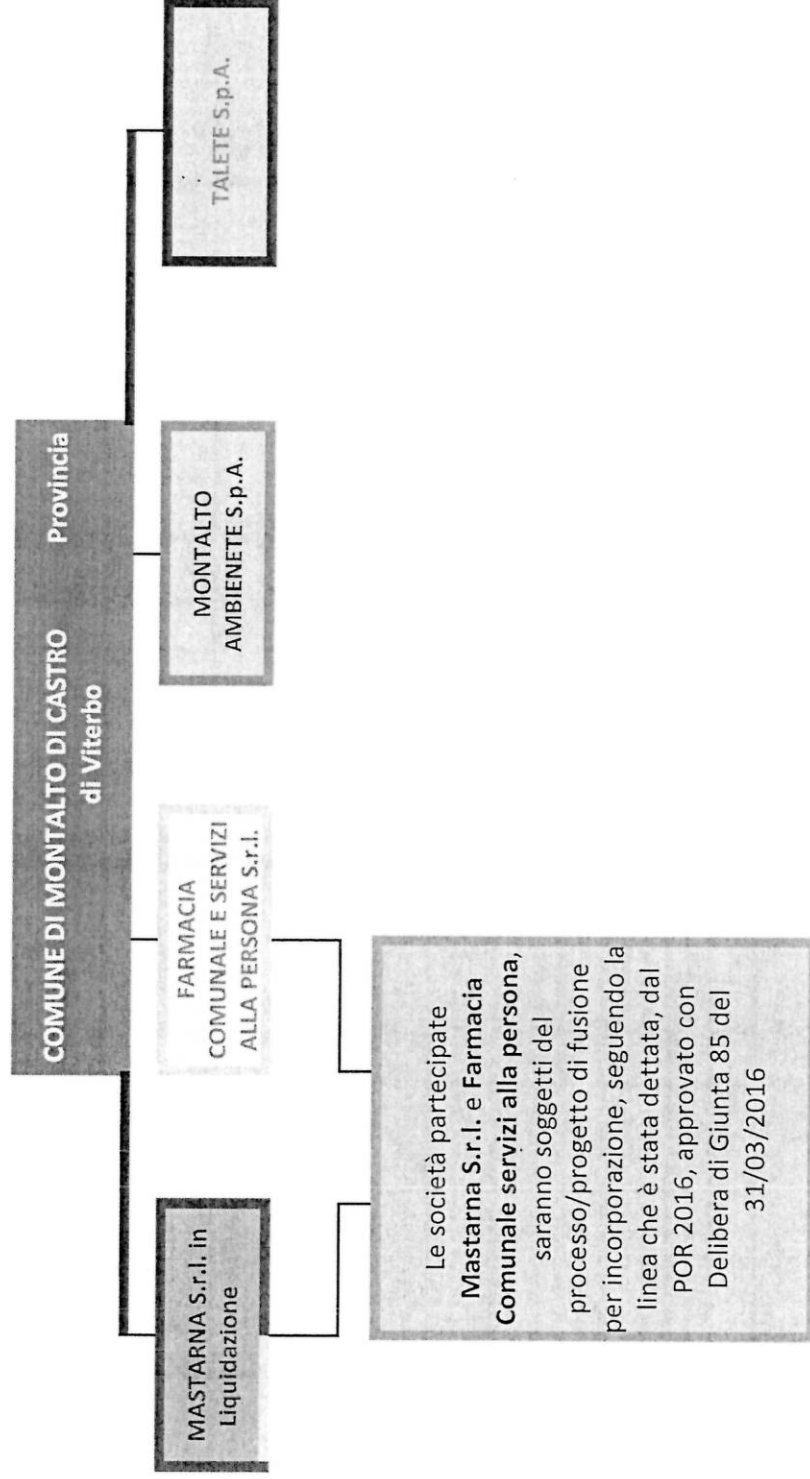 COMUNE DI MONTALTO DI CASTRO Provincia
di Viterbo
MASTARNA S.r.l. in
Liquidazione
FARMACIA
COMUNALE E SERVIZI
ALLA PERSONA S.r.l.
MONTALTO
AMBIENETE S.p.A.
TALETE S.p.A.
Le società partecipate
Mastarna S.r.l. e Farmacia
Comunale servizi alla persona,
saranno soggetti del
processo/progetto di fusione
per incorporazione, seguendo la
linea che è stata dettata, dal
POR 2016, approvato con
Delibera di Giunta 85 del
31/03/2016